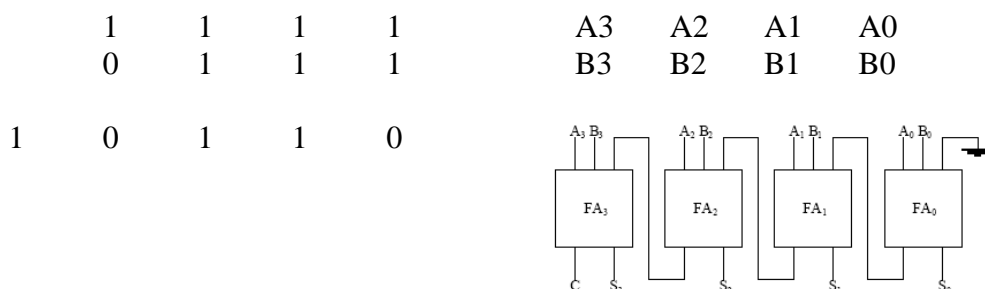 1 1 1 1 A3 A2 A1 A0
0 1 1 1 B3 B2 B1 B0
1 0 1 1 0
A₃ B₃ A₂ B₂ A₁ B₁ A₀ B₀
FA₃ FA₂ FA₁ FA₀
C